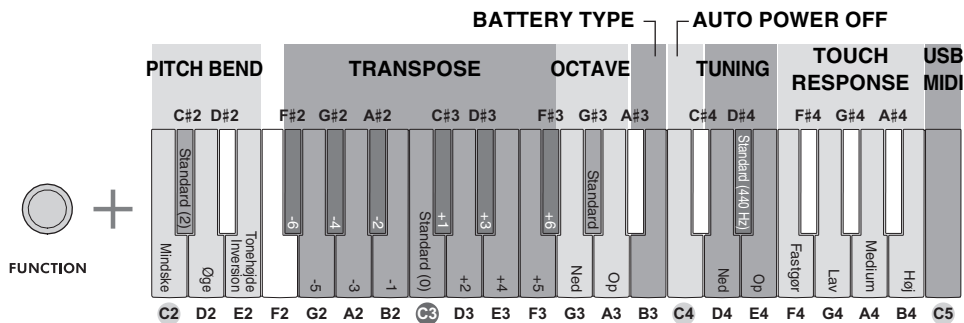 BATTERY TYPE AUTO POWER OFF
PITCH BEND TRANSPOSE OCTAVE TUNING TOUCH RESPONSE USB MIDI
C#2 D#2 F#2 G#2 A#2 C#3 D#3 F#3 G#3 A#3 C#4 D#4 F#4 G#4 A#4
Standard (2) -6 -4 -2 +1 +3 +6 Standard Standard (440 Hz)
Mindske Øge Tonehøjde Inversion -5 -3 -1 Standard (0) +2 +4 +5 Ned Op Ned Op Fastgør Lav Medium Høj
FUNCTION
C2 D2 E2 F2 G2 A2 B2 C3 D3 E3 F3 G3 A3 B3 C4 D4 E4 F4 G4 A4 B4 C5